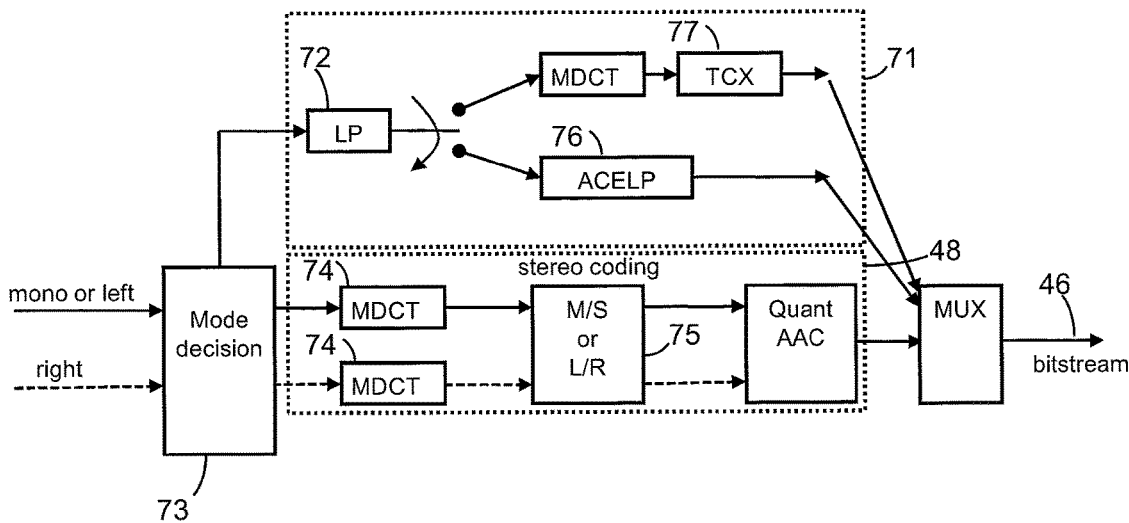 77
72
MDCT
TCX
71
LP
76
ACELP
48
74
stereo coding
mono or left
MDCT
M/S
or
L/R
Quant
AAC
MUX
46
Mode
decision
74
75
bitstream
right
MDCT
73